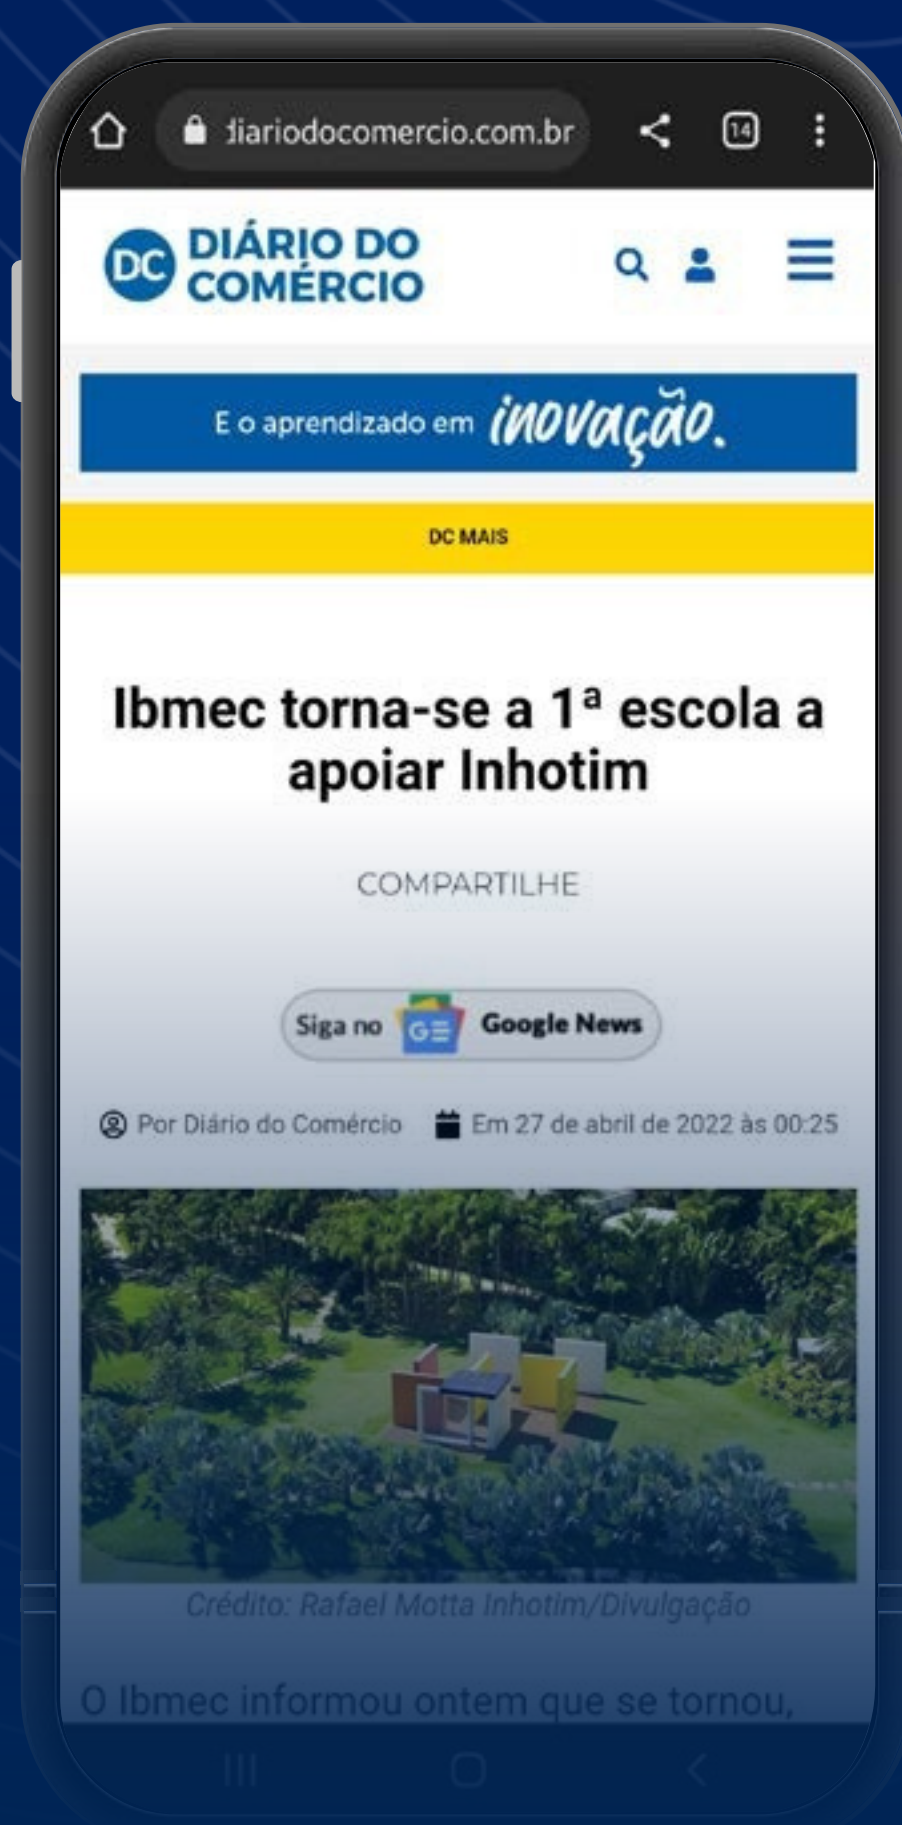 diariodocomercio.com.br
14
DC
DIÁRIO DO
COMÉRCIO
E o aprendizado em inovação.
DC MAIS
Ibmec torna-se a 1ª escola a
apoiar Inhotim
COMPARTILHE
Siga no G Google News
Por Diário do Comércio Em 27 de abril de 2022 às 00:25
Crédito: Rafael Motta Inhotim/Divulgação
O Ibmec informou ontem que se tornou,